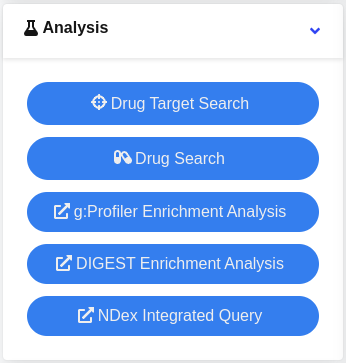 Analysis
Drug Target Search
Drug Search
g:Profiler Enrichment Analysis
DIGEST Enrichment Analysis
NDex Integrated Query